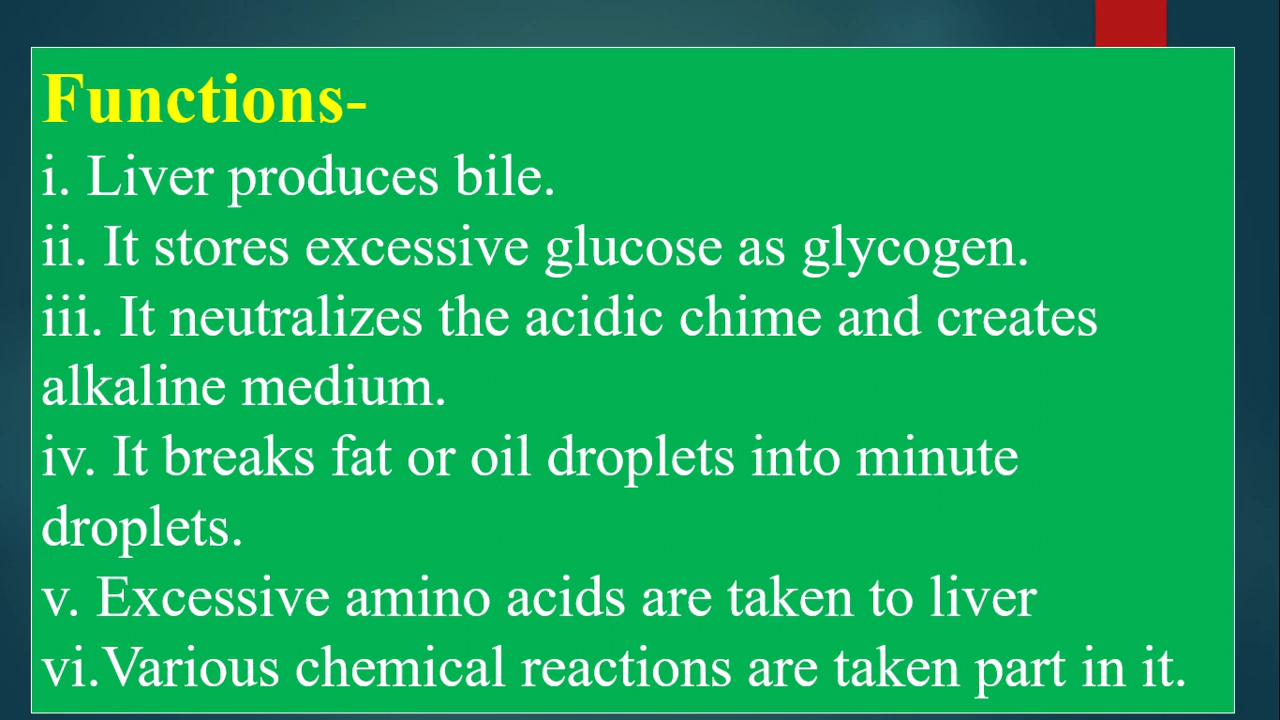 Functions-
i. Liver produces bile.
ii. It stores excessive glucose as glycogen.
iii. It neutralizes the acidic chime and creates
alkaline medium.
iv. It breaks fat or oil droplets into minute
droplets.
v. Excessive amino acids are taken to liver
vi.Various chemical reactions are taken part in it.